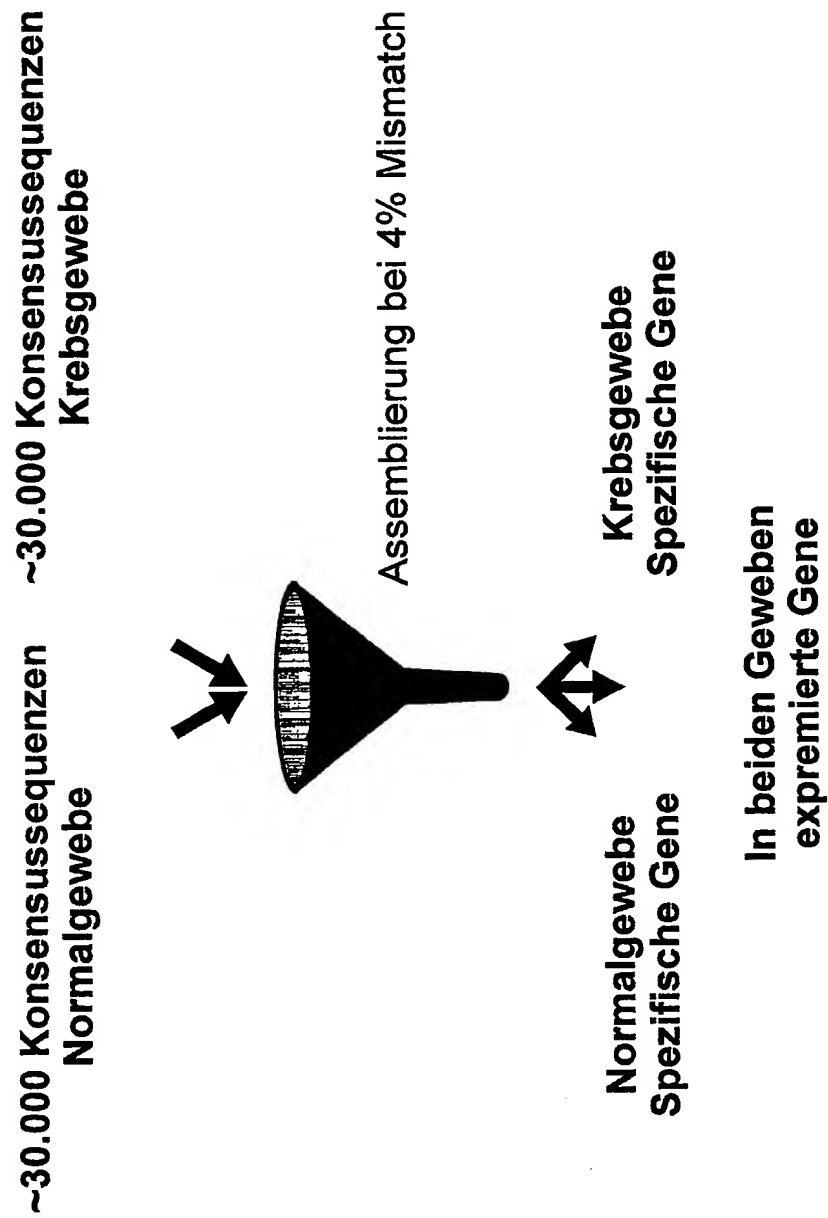 ~30.000 Konsensussequenzen
Normalgewebe
~30.000 Konsensussequenzen
Krebsgewebe
Assemblierung bei 4% Mismatch
Normalgewebe
Spezifische Gene
Krebsgewebe
Spezifische Gene
In beiden Geweben
expremierte Gene